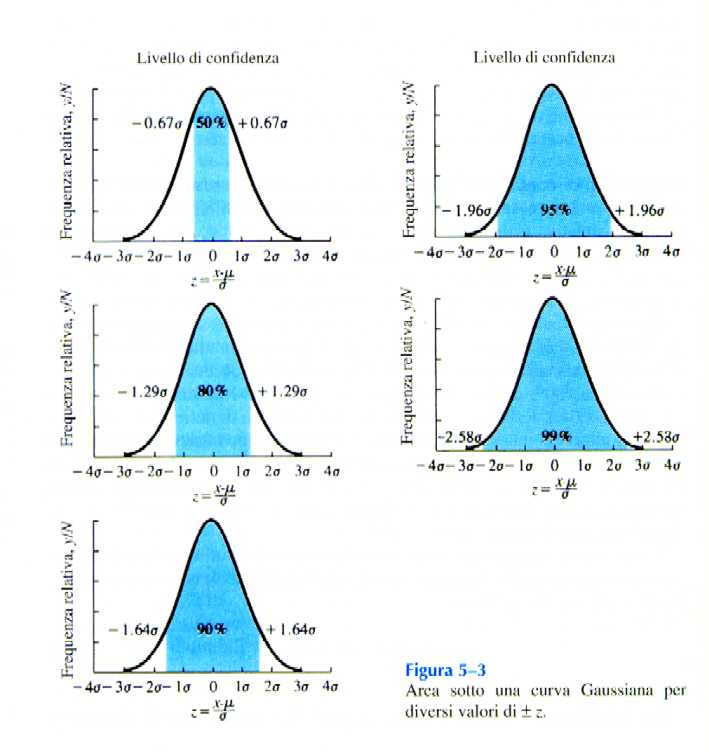 Livello di confidenza
Frequenza relativa, y/N
−0.67σ 50% +0.67σ
−4σ−3σ −2σ−1σ 0 1σ 2σ 3σ 4σ
z = x-μ/σ
Frequenza relativa, y/N
−1.29σ 80% +1.29σ
−4σ−3σ −2σ−1σ 0 1σ 2σ 3σ 4σ
z = x-μ/σ
Frequenza relativa, y/N
−1.64σ 90% +1.64σ
−4σ−3σ −2σ−1σ 0 1σ 2σ 3σ 4σ
z = x-μ/σ
Livello di confidenza
Frequenza relativa, y/N
−1.96σ 95% +1.96σ
−4σ−3σ −2σ−1σ 0 1σ 2σ 3σ 4σ
z = x-μ/σ
Frequenza relativa, y/N
−2.58σ 99% +2.58σ
−4σ−3σ −2σ−1σ 0 1σ 2σ 3σ 4σ
z = x μ/σ
Figura 5–3
Area sotto una curva Gaussiana per
diversi valori di ± z.